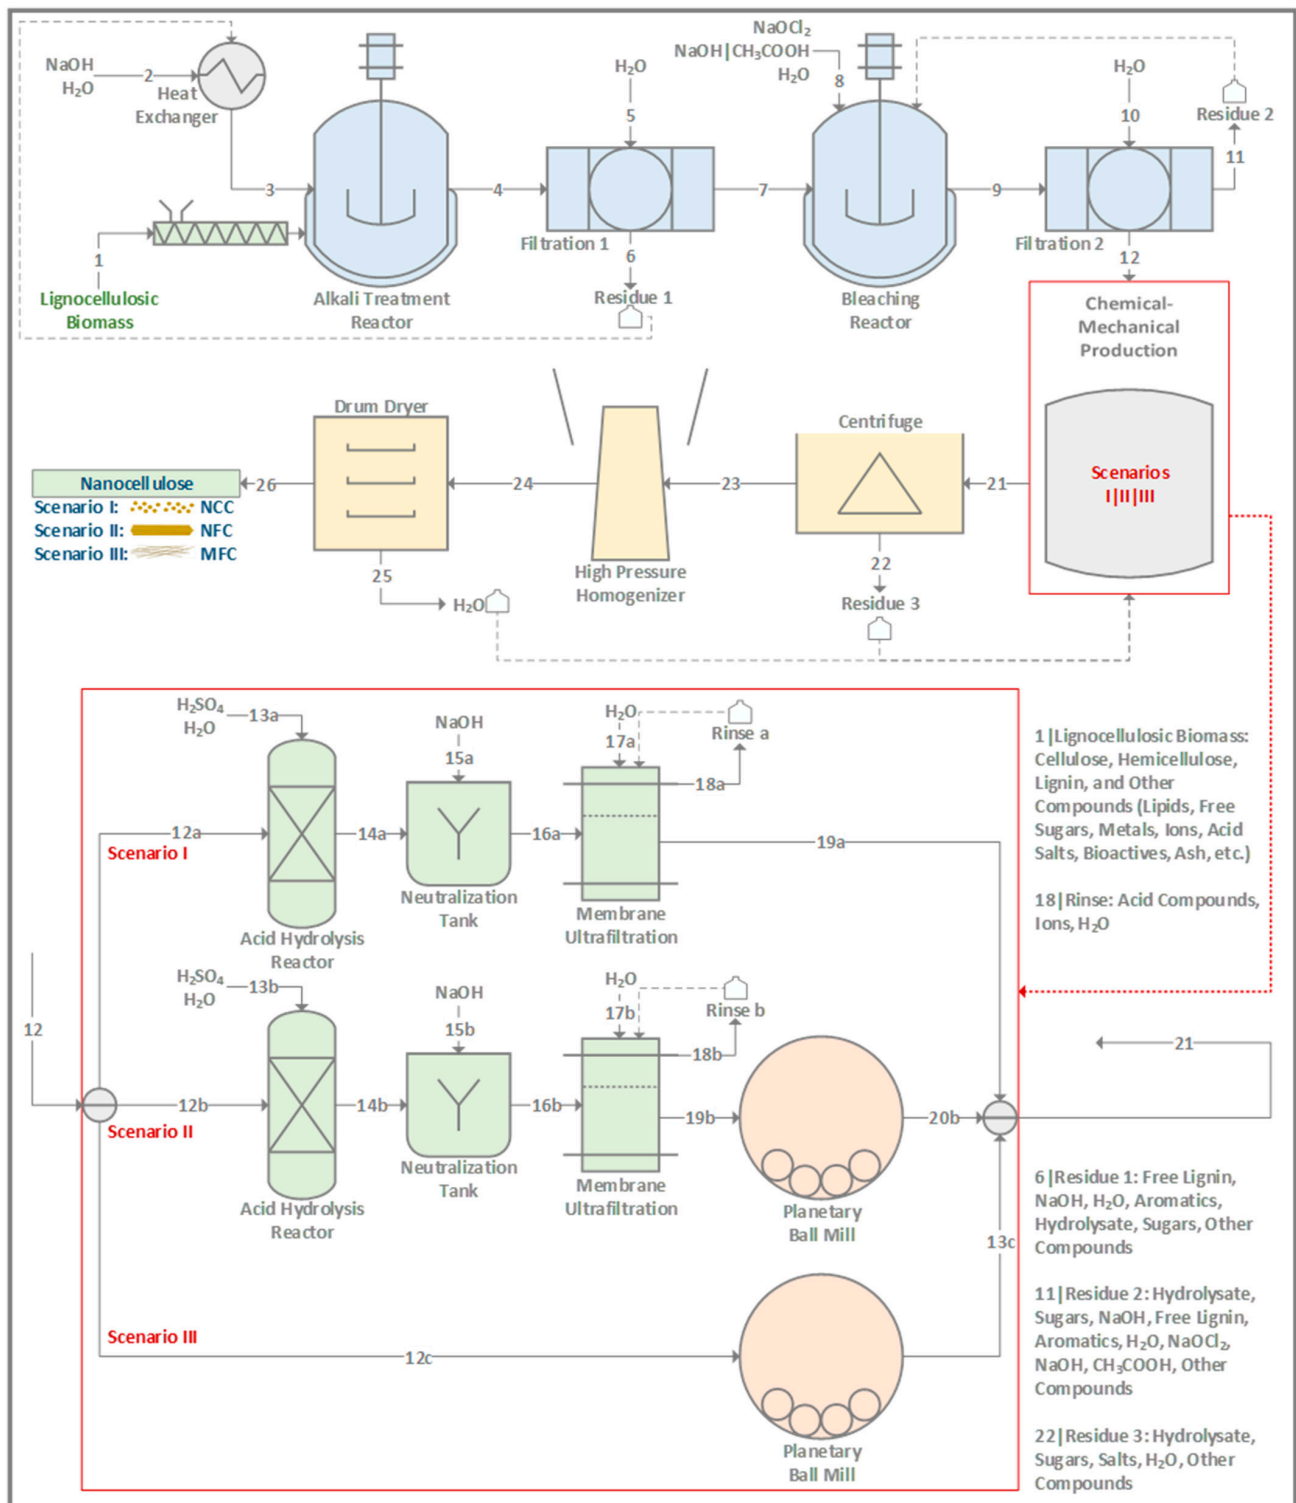 NaOH
H₂O
2
Heat
Exchanger
3
1
Lignocellulosic
Biomass
Alkali Treatment
Reactor
4
H₂O
5
Filtration 1
6
Residue 1
7
NaOCl₂
NaOH|CH₃COOH
H₂O
8
Bleaching
Reactor
9
H₂O
10
Filtration 2
11
Residue 2
12
Chemical-
Mechanical
Production
Scenarios
I|II|III
21
Centrifuge
22
Residue 3
23
High Pressure
Homogenizer
24
Drum Dryer
25
H₂O
26
Nanocellulose
Scenario I: NCC
Scenario II: NFC
Scenario III: MFC
12
H₂SO₄
H₂O
13a
12a
Scenario I
Acid Hydrolysis
Reactor
14a
NaOH
15a
Neutralization
Tank
16a
H₂O
17a
Membrane
Ultrafiltration
18a
Rinse a
19a
H₂SO₄
H₂O
13b
12b
Scenario II
Acid Hydrolysis
Reactor
14b
NaOH
15b
Neutralization
Tank
16b
H₂O
17b
Membrane
Ultrafiltration
18b
Rinse b
19b
Planetary
Ball Mill
20b
21
Scenario III
12c
Planetary
Ball Mill
13c
1|Lignocellulosic Biomass:
Cellulose, Hemicellulose,
Lignin, and Other
Compounds (Lipids, Free
Sugars, Metals, Ions, Acid
Salts, Bioactives, Ash, etc.)
18|Rinse: Acid Compounds,
Ions, H₂O
6|Residue 1: Free Lignin,
NaOH, H₂O, Aromatics,
Hydrolysate, Sugars, Other
Compounds
11|Residue 2: Hydrolysate,
Sugars, NaOH, Free Lignin,
Aromatics, H₂O, NaOCl₂,
NaOH, CH₃COOH, Other
Compounds
22|Residue 3: Hydrolysate,
Sugars, Salts, H₂O, Other
Compounds